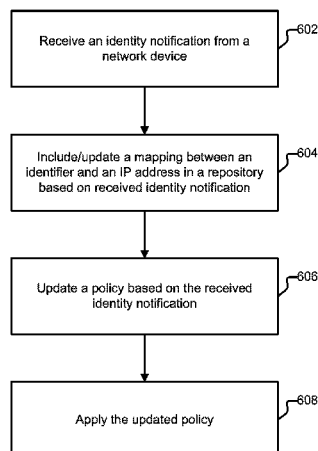 602
Receive an identity notification from a
network device
604
Include/update a mapping between an
identifier and an IP address in a repository
based on received identity notification
606
Update a policy based on the received
identity notification
608
Apply the updated policy